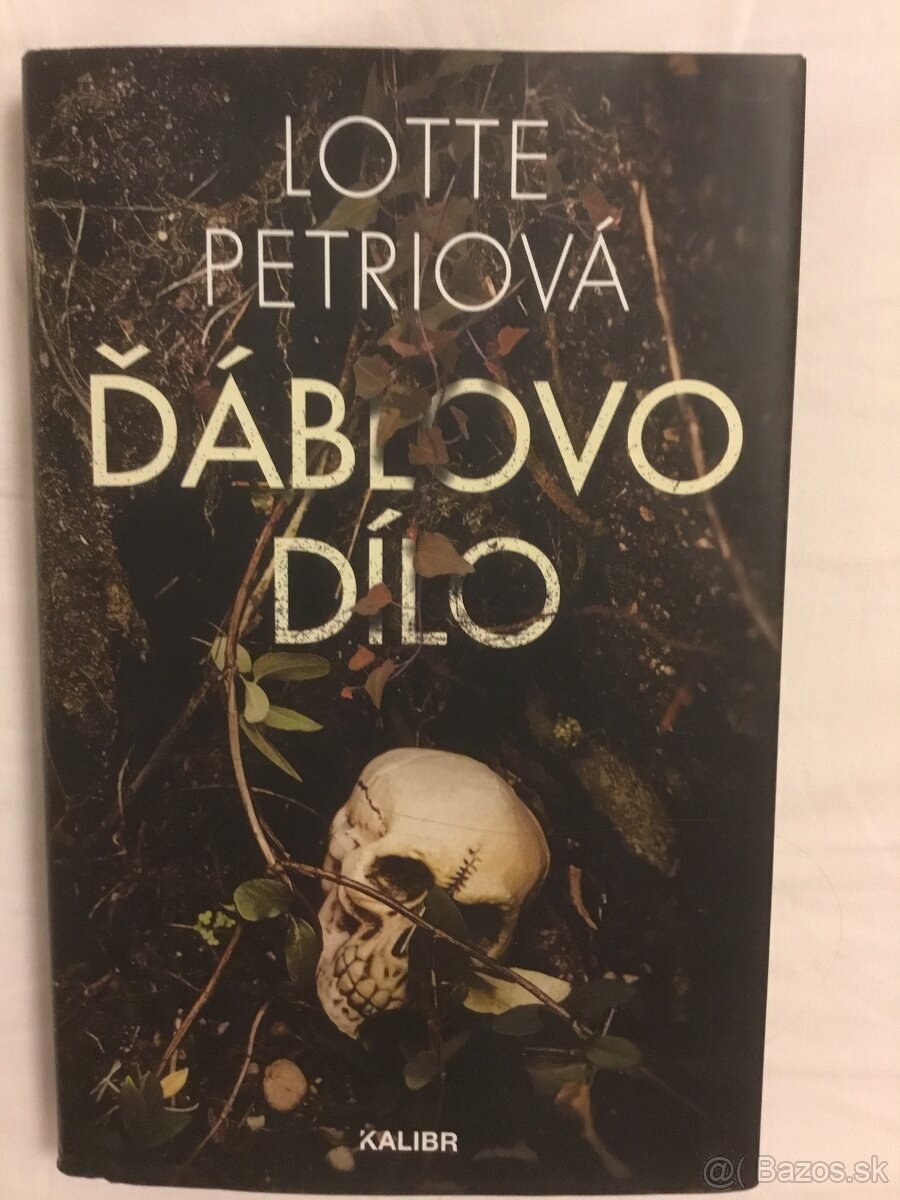 LOTTE
PETRIOVÁ
ĎÁBLOVO
DÍLO
KALIBR
@( Bazos.sk